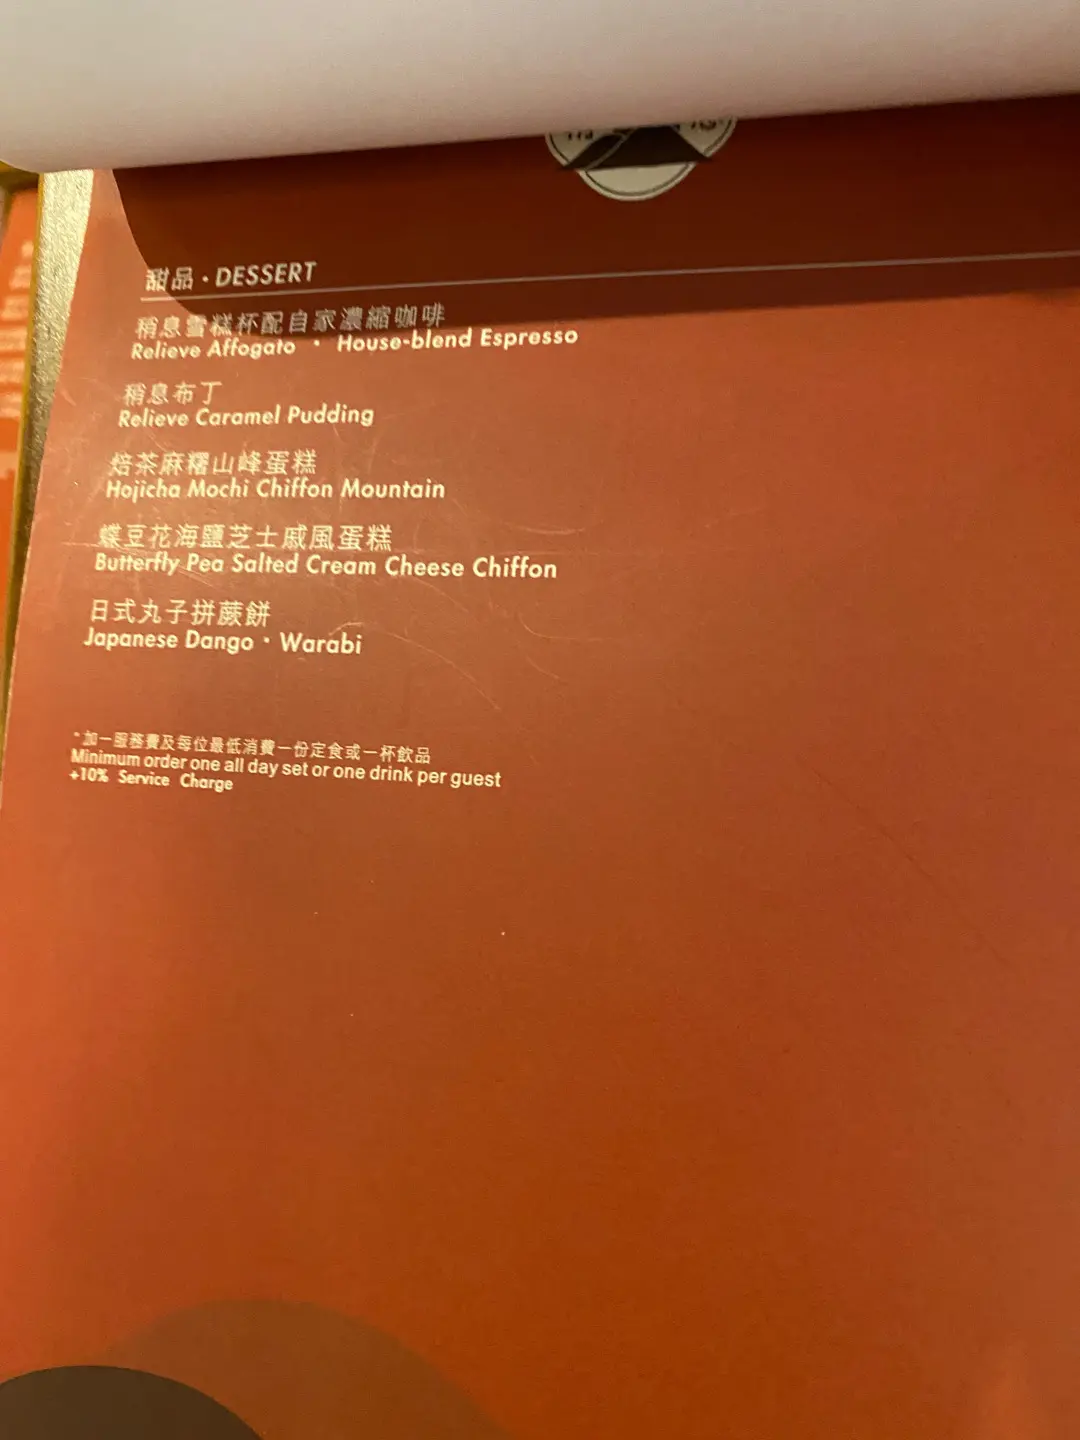 甜品・DESSERT
稍息雪糕杯配自家濃縮咖啡
Relieve Affogato ・ House-blend Espresso
稍息布丁
Relieve Caramel Pudding
焙茶麻糬山峰蛋糕
Hojicha Mochi Chiffon Mountain
蝶豆花海鹽芝士戚風蛋糕
Butterfly Pea Salted Cream Cheese Chiffon
日式丸子拼蕨餅
Japanese Dango・Warabi
*加一服務費及每位最低消費一份定食或一杯飲品
Minimum order one all day set or one drink per guest
+10% Service Charge